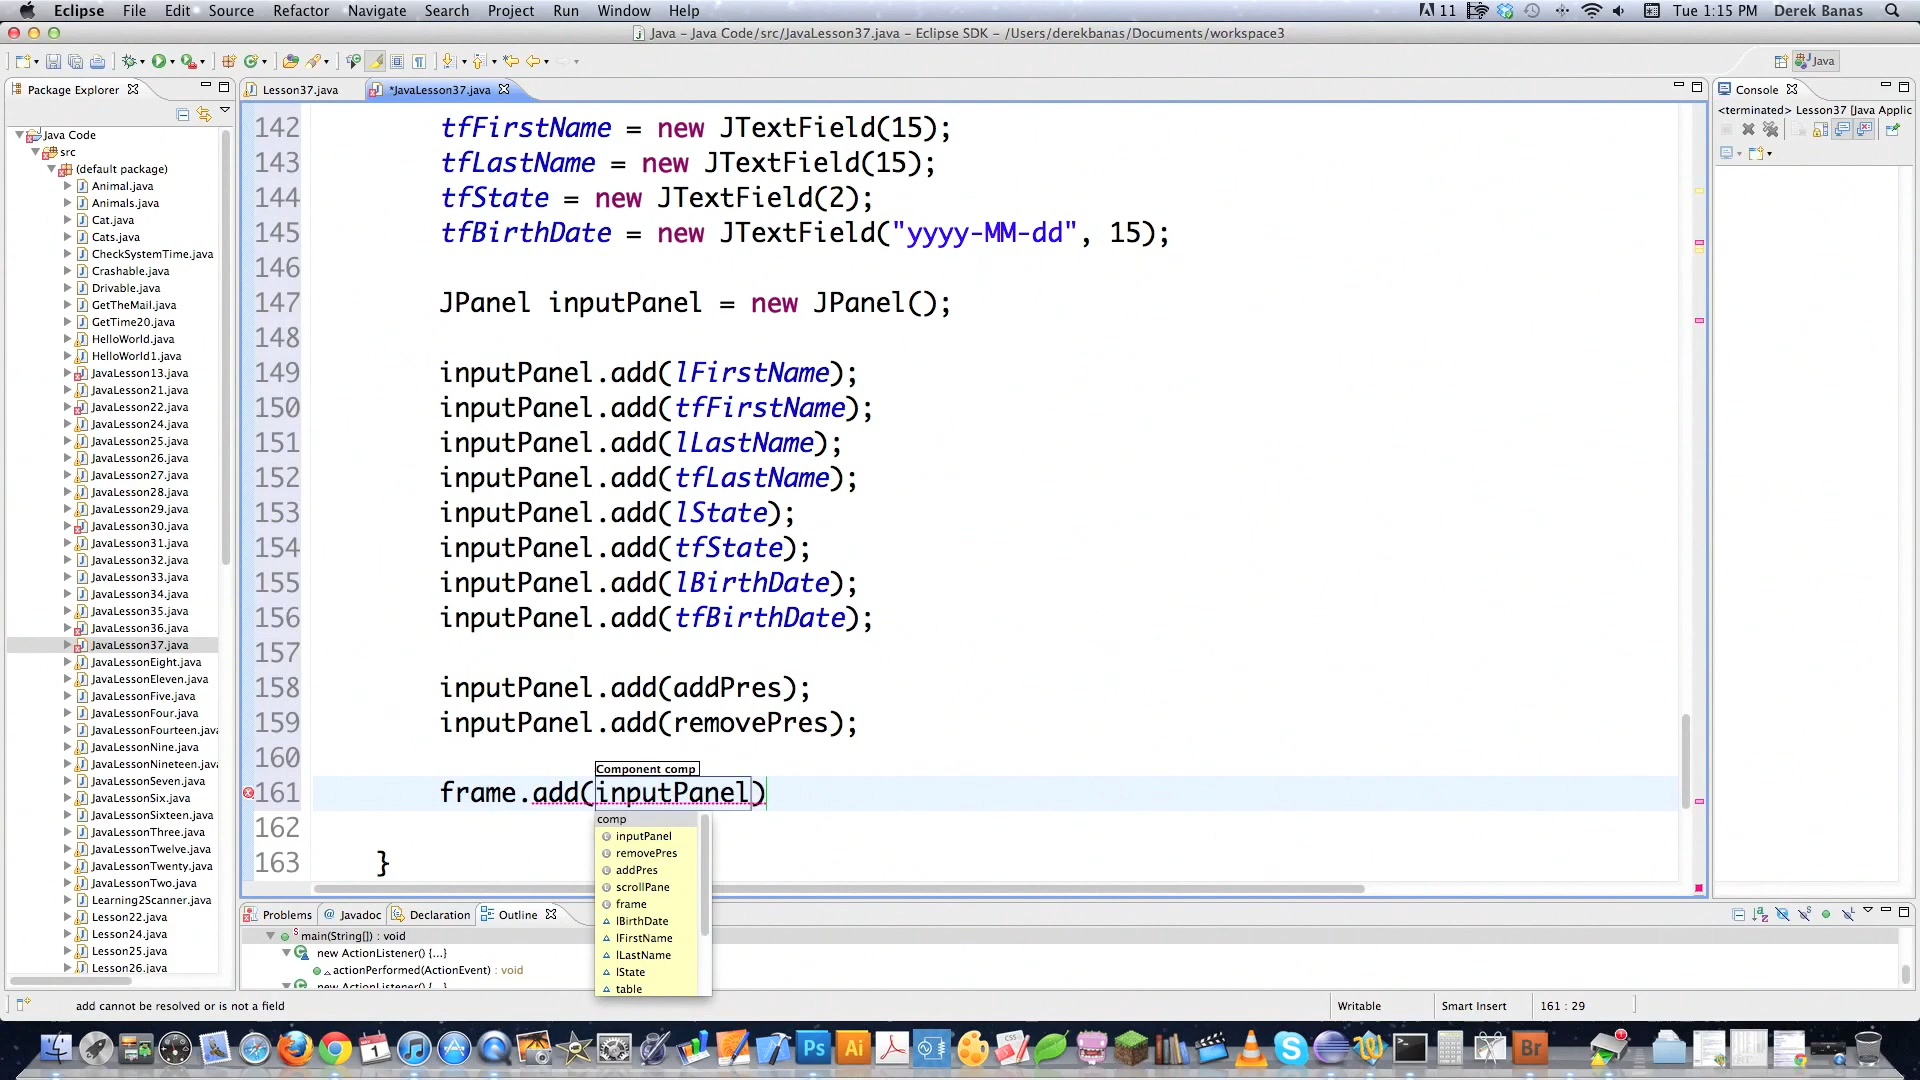 Eclipse File Edit Source Refactor Navigate Search Project Run Window Help 11 Tue 1:15 PM Derek Banas
Java – Java Code/src/JavaLesson37.java – Eclipse SDK – /Users/derekbanas/Documents/workspace3
Java
Package Explorer
Lesson37.java
*JavaLesson37.java
Console
<terminated> Lesson37 [Java Applic
Java Code
src
(default package)
Animal.java
Animals.java
Cat.java
Cats.java
CheckSystemTime.java
Crashable.java
Drivable.java
GetTheMail.java
GetTime20.java
HelloWorld.java
HelloWorld1.java
JavaLesson13.java
JavaLesson21.java
JavaLesson22.java
JavaLesson24.java
JavaLesson25.java
JavaLesson26.java
JavaLesson27.java
JavaLesson28.java
JavaLesson29.java
JavaLesson30.java
JavaLesson31.java
JavaLesson32.java
JavaLesson33.java
JavaLesson34.java
JavaLesson35.java
JavaLesson36.java
JavaLesson37.java
JavaLessonEight.java
JavaLessonEleven.java
JavaLessonFive.java
JavaLessonFour.java
JavaLessonFourteen.java
JavaLessonNine.java
JavaLessonNineteen.java
JavaLessonSeven.java
JavaLessonSix.java
JavaLessonSixteen.java
JavaLessonThree.java
JavaLessonTwelve.java
JavaLessonTwenty.java
JavaLessonTwo.java
Learning2Scanner.java
Lesson22.java
Lesson24.java
Lesson25.java
Lesson26.java
142 tfFirstName = new JTextField(15);
143 tfLastName = new JTextField(15);
144 tfState = new JTextField(2);
145 tfBirthDate = new JTextField("yyyy-MM-dd", 15);
146
147 JPanel inputPanel = new JPanel();
148
149 inputPanel.add(lFirstName);
150 inputPanel.add(tfFirstName);
151 inputPanel.add(lLastName);
152 inputPanel.add(tfLastName);
153 inputPanel.add(lState);
154 inputPanel.add(tfState);
155 inputPanel.add(lBirthDate);
156 inputPanel.add(tfBirthDate);
157
158 inputPanel.add(addPres);
159 inputPanel.add(removePres);
160
Component comp
161 frame.add(inputPanel)
162
163 }
comp
inputPanel
removePres
addPres
scrollPane
frame
lBirthDate
lFirstName
lLastName
lState
table
Problems @ Javadoc Declaration Outline
main(String[]) : void
new ActionListener() {...}
actionPerformed(ActionEvent) : void
new ActionListener() {...}
add cannot be resolved or is not a field
Writable
Smart Insert
161 : 29
Ps
Ai
CSS
Br